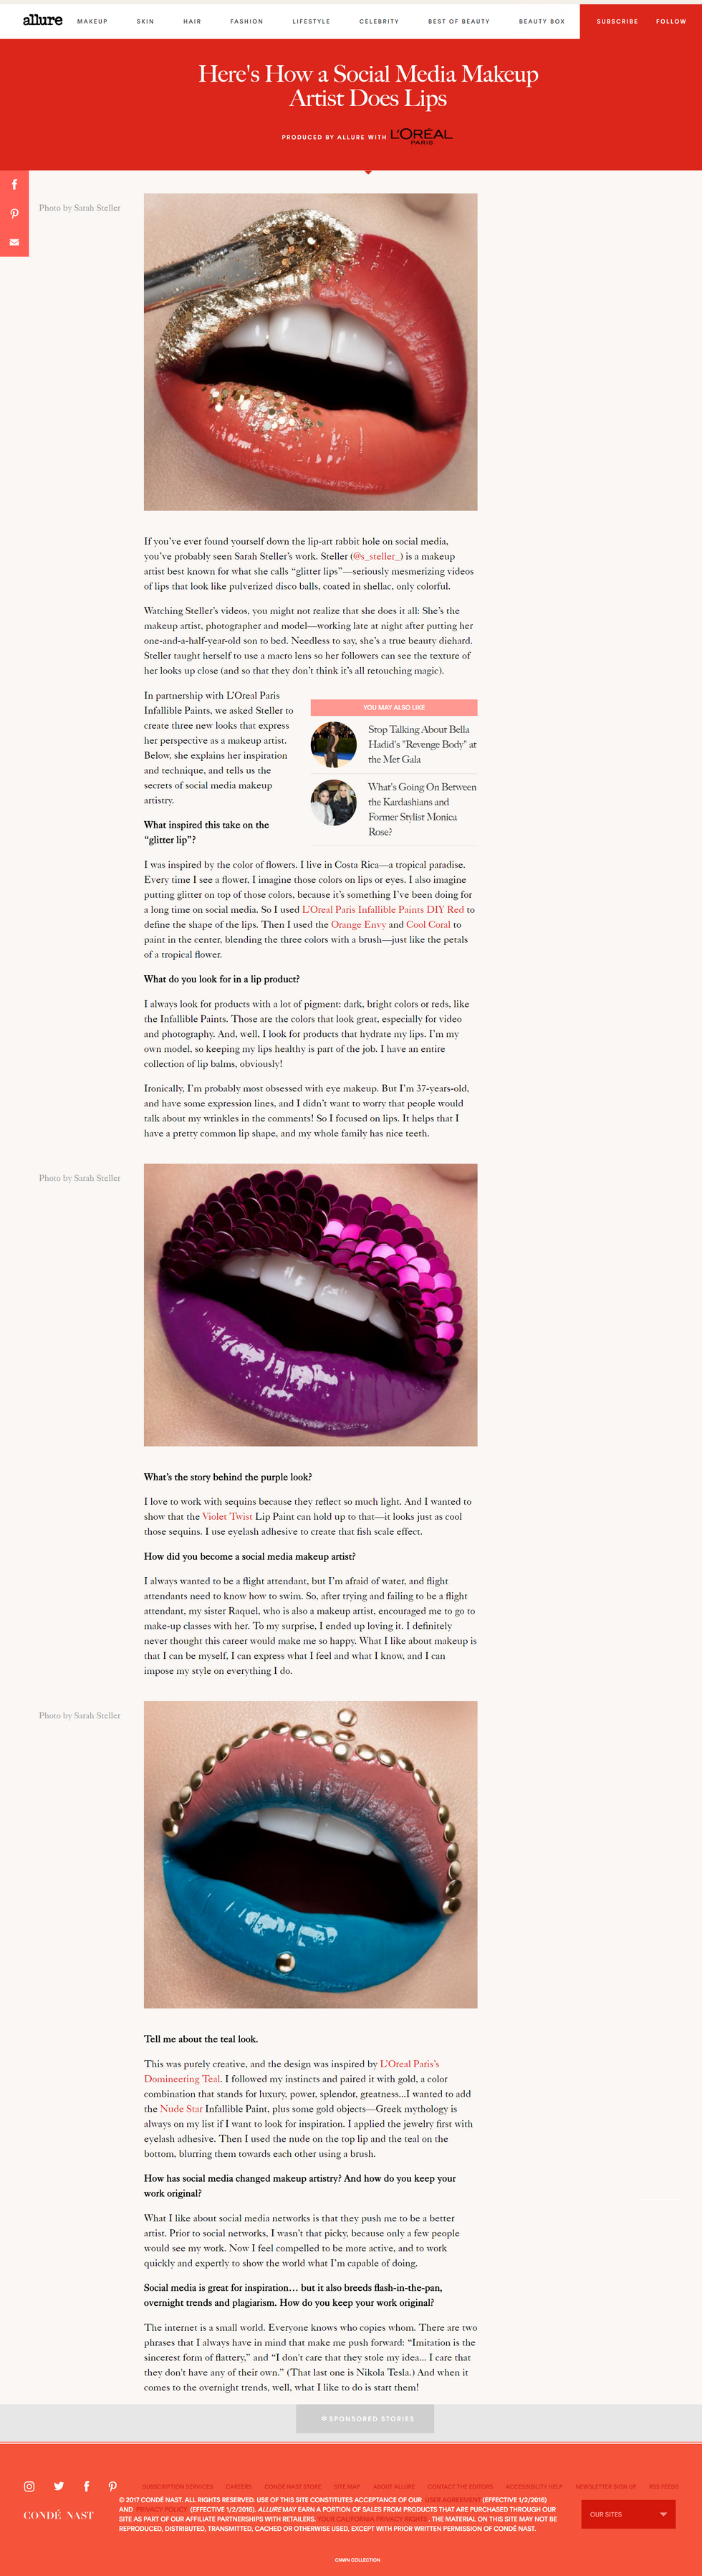 allure MAKEUP SKIN HAIR FASHION LIFESTYLE CELEBRITY BEST OF BEAUTY BEAUTY BOX SUBSCRIBE FOLLOW
Here's How a Social Media Makeup
Artist Does Lips
PRODUCED BY ALLURE WITH L'ORÉAL
PARIS
Photo by Sarah Steller
If you’ve ever found yourself down the lip-art rabbit hole on social media,
you’ve probably seen Sarah Steller’s work. Steller (@s_steller_) is a makeup
artist best known for what she calls “glitter lips”—seriously mesmerizing videos
of lips that look like pulverized disco balls, coated in shellac, only colorful.
Watching Steller’s videos, you might not realize that she does it all: She’s the
makeup artist, photographer and model—working late at night after putting her
one-and-a-half-year-old son to bed. Needless to say, she’s a true beauty diehard.
Steller taught herself to use a macro lens so her followers can see the texture of
her looks up close (and so that they don’t think it’s all retouching magic).
In partnership with L’Oreal Paris
Infallible Paints, we asked Steller to
create three new looks that express
her perspective as a makeup artist.
Below, she explains her inspiration
and technique, and tells us the
secrets of social media makeup
artistry.
YOU MAY ALSO LIKE
Stop Talking About Bella
Hadid's "Revenge Body" at
the Met Gala
What's Going On Between
the Kardashians and
Former Stylist Monica
Rose?
What inspired this take on the
“glitter lip”?
I was inspired by the color of flowers. I live in Costa Rica—a tropical paradise.
Every time I see a flower, I imagine those colors on lips or eyes. I also imagine
putting glitter on top of those colors, because it’s something I’ve been doing for
a long time on social media. So I used L’Oreal Paris Infallible Paints DIY Red to
define the shape of the lips. Then I used the Orange Envy and Cool Coral to
paint in the center, blending the three colors with a brush—just like the petals
of a tropical flower.
What do you look for in a lip product?
I always look for products with a lot of pigment: dark, bright colors or reds, like
the Infallible Paints. Those are the colors that look great, especially for video
and photography. And, well, I look for products that hydrate my lips. I’m my
own model, so keeping my lips healthy is part of the job. I have an entire
collection of lip balms, obviously!
Ironically, I’m probably most obsessed with eye makeup. But I’m 37-years-old,
and have some expression lines, and I didn’t want to worry that people would
talk about my wrinkles in the comments! So I focused on lips. It helps that I
have a pretty common lip shape, and my whole family has nice teeth.
Photo by Sarah Steller
What’s the story behind the purple look?
I love to work with sequins because they reflect so much light. And I wanted to
show that the Violet Twist Lip Paint can hold up to that—it looks just as cool
those sequins. I use eyelash adhesive to create that fish scale effect.
How did you become a social media makeup artist?
I always wanted to be a flight attendant, but I’m afraid of water, and flight
attendants need to know how to swim. So, after trying and failing to be a flight
attendant, my sister Raquel, who is also a makeup artist, encouraged me to go to
make-up classes with her. To my surprise, I ended up loving it. I definitely
never thought this career would make me so happy. What I like about makeup is
that I can be myself, I can express what I feel and what I know, and I can
impose my style on everything I do.
Photo by Sarah Steller
Tell me about the teal look.
This was purely creative, and the design was inspired by L’Oreal Paris’s
Domineering Teal. I followed my instincts and paired it with gold, a color
combination that stands for luxury, power, splendor, greatness...I wanted to add
the Nude Star Infallible Paint, plus some gold objects—Greek mythology is
always on my list if I want to look for inspiration. I applied the jewelry first with
eyelash adhesive. Then I used the nude on the top lip and the teal on the
bottom, blurring them towards each other using a brush.
How has social media changed makeup artistry? And how do you keep your
work original?
What I like about social media networks is that they push me to be a better
artist. Prior to social networks, I wasn’t that picky, because only a few people
would see my work. Now I feel compelled to be more active, and to work
quickly and expertly to show the world what I’m capable of doing.
Social media is great for inspiration… but it also breeds flash-in-the-pan,
overnight trends and plagiarism. How do you keep your work original?
The internet is a small world. Everyone knows who copies whom. There are two
phrases that I always have in mind that make me push forward: “Imitation is the
sincerest form of flattery,” and “I don't care that they stole my idea... I care that
they don't have any of their own.” (That last one is Nikola Tesla.) And when it
comes to the overnight trends, well, what I like to do is start them!
SPONSORED STORIES
SUBSCRIPTION SERVICES CAREERS CONDÉ NAST STORE SITE MAP ABOUT ALLURE CONTACT THE EDITORS ACCESSIBILITY HELP NEWSLETTER SIGN UP RSS FEEDS
CONDÉ NAST
© 2017 CONDÉ NAST. ALL RIGHTS RESERVED. USE OF THIS SITE CONSTITUTES ACCEPTANCE OF OUR USER AGREEMENT (EFFECTIVE 1/2/2016)
AND PRIVACY POLICY (EFFECTIVE 1/2/2016). ALLURE MAY EARN A PORTION OF SALES FROM PRODUCTS THAT ARE PURCHASED THROUGH OUR
SITE AS PART OF OUR AFFILIATE PARTNERSHIPS WITH RETAILERS. YOUR CALIFORNIA PRIVACY RIGHTS. THE MATERIAL ON THIS SITE MAY NOT BE
REPRODUCED, DISTRIBUTED, TRANSMITTED, CACHED OR OTHERWISE USED, EXCEPT WITH PRIOR WRITTEN PERMISSION OF CONDÉ NAST.
OUR SITES
CNWN COLLECTION